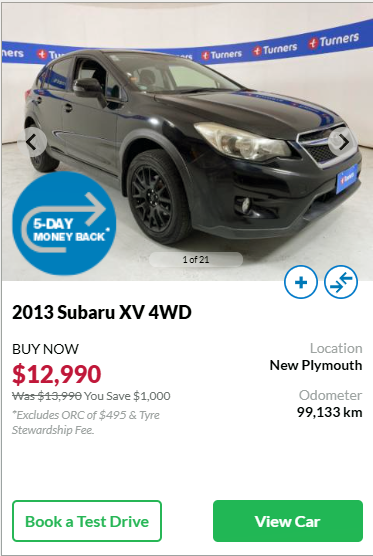 Turners
Turners
Turners
5-DAY
MONEY BACK*
1 of 21
2013 Subaru XV 4WD
BUY NOW
$12,990
Was $13,990 You Save $1,000
*Excludes ORC of $495 & Tyre
Stewardship Fee.
Location
New Plymouth
Odometer
99,133 km
Book a Test Drive
View Car